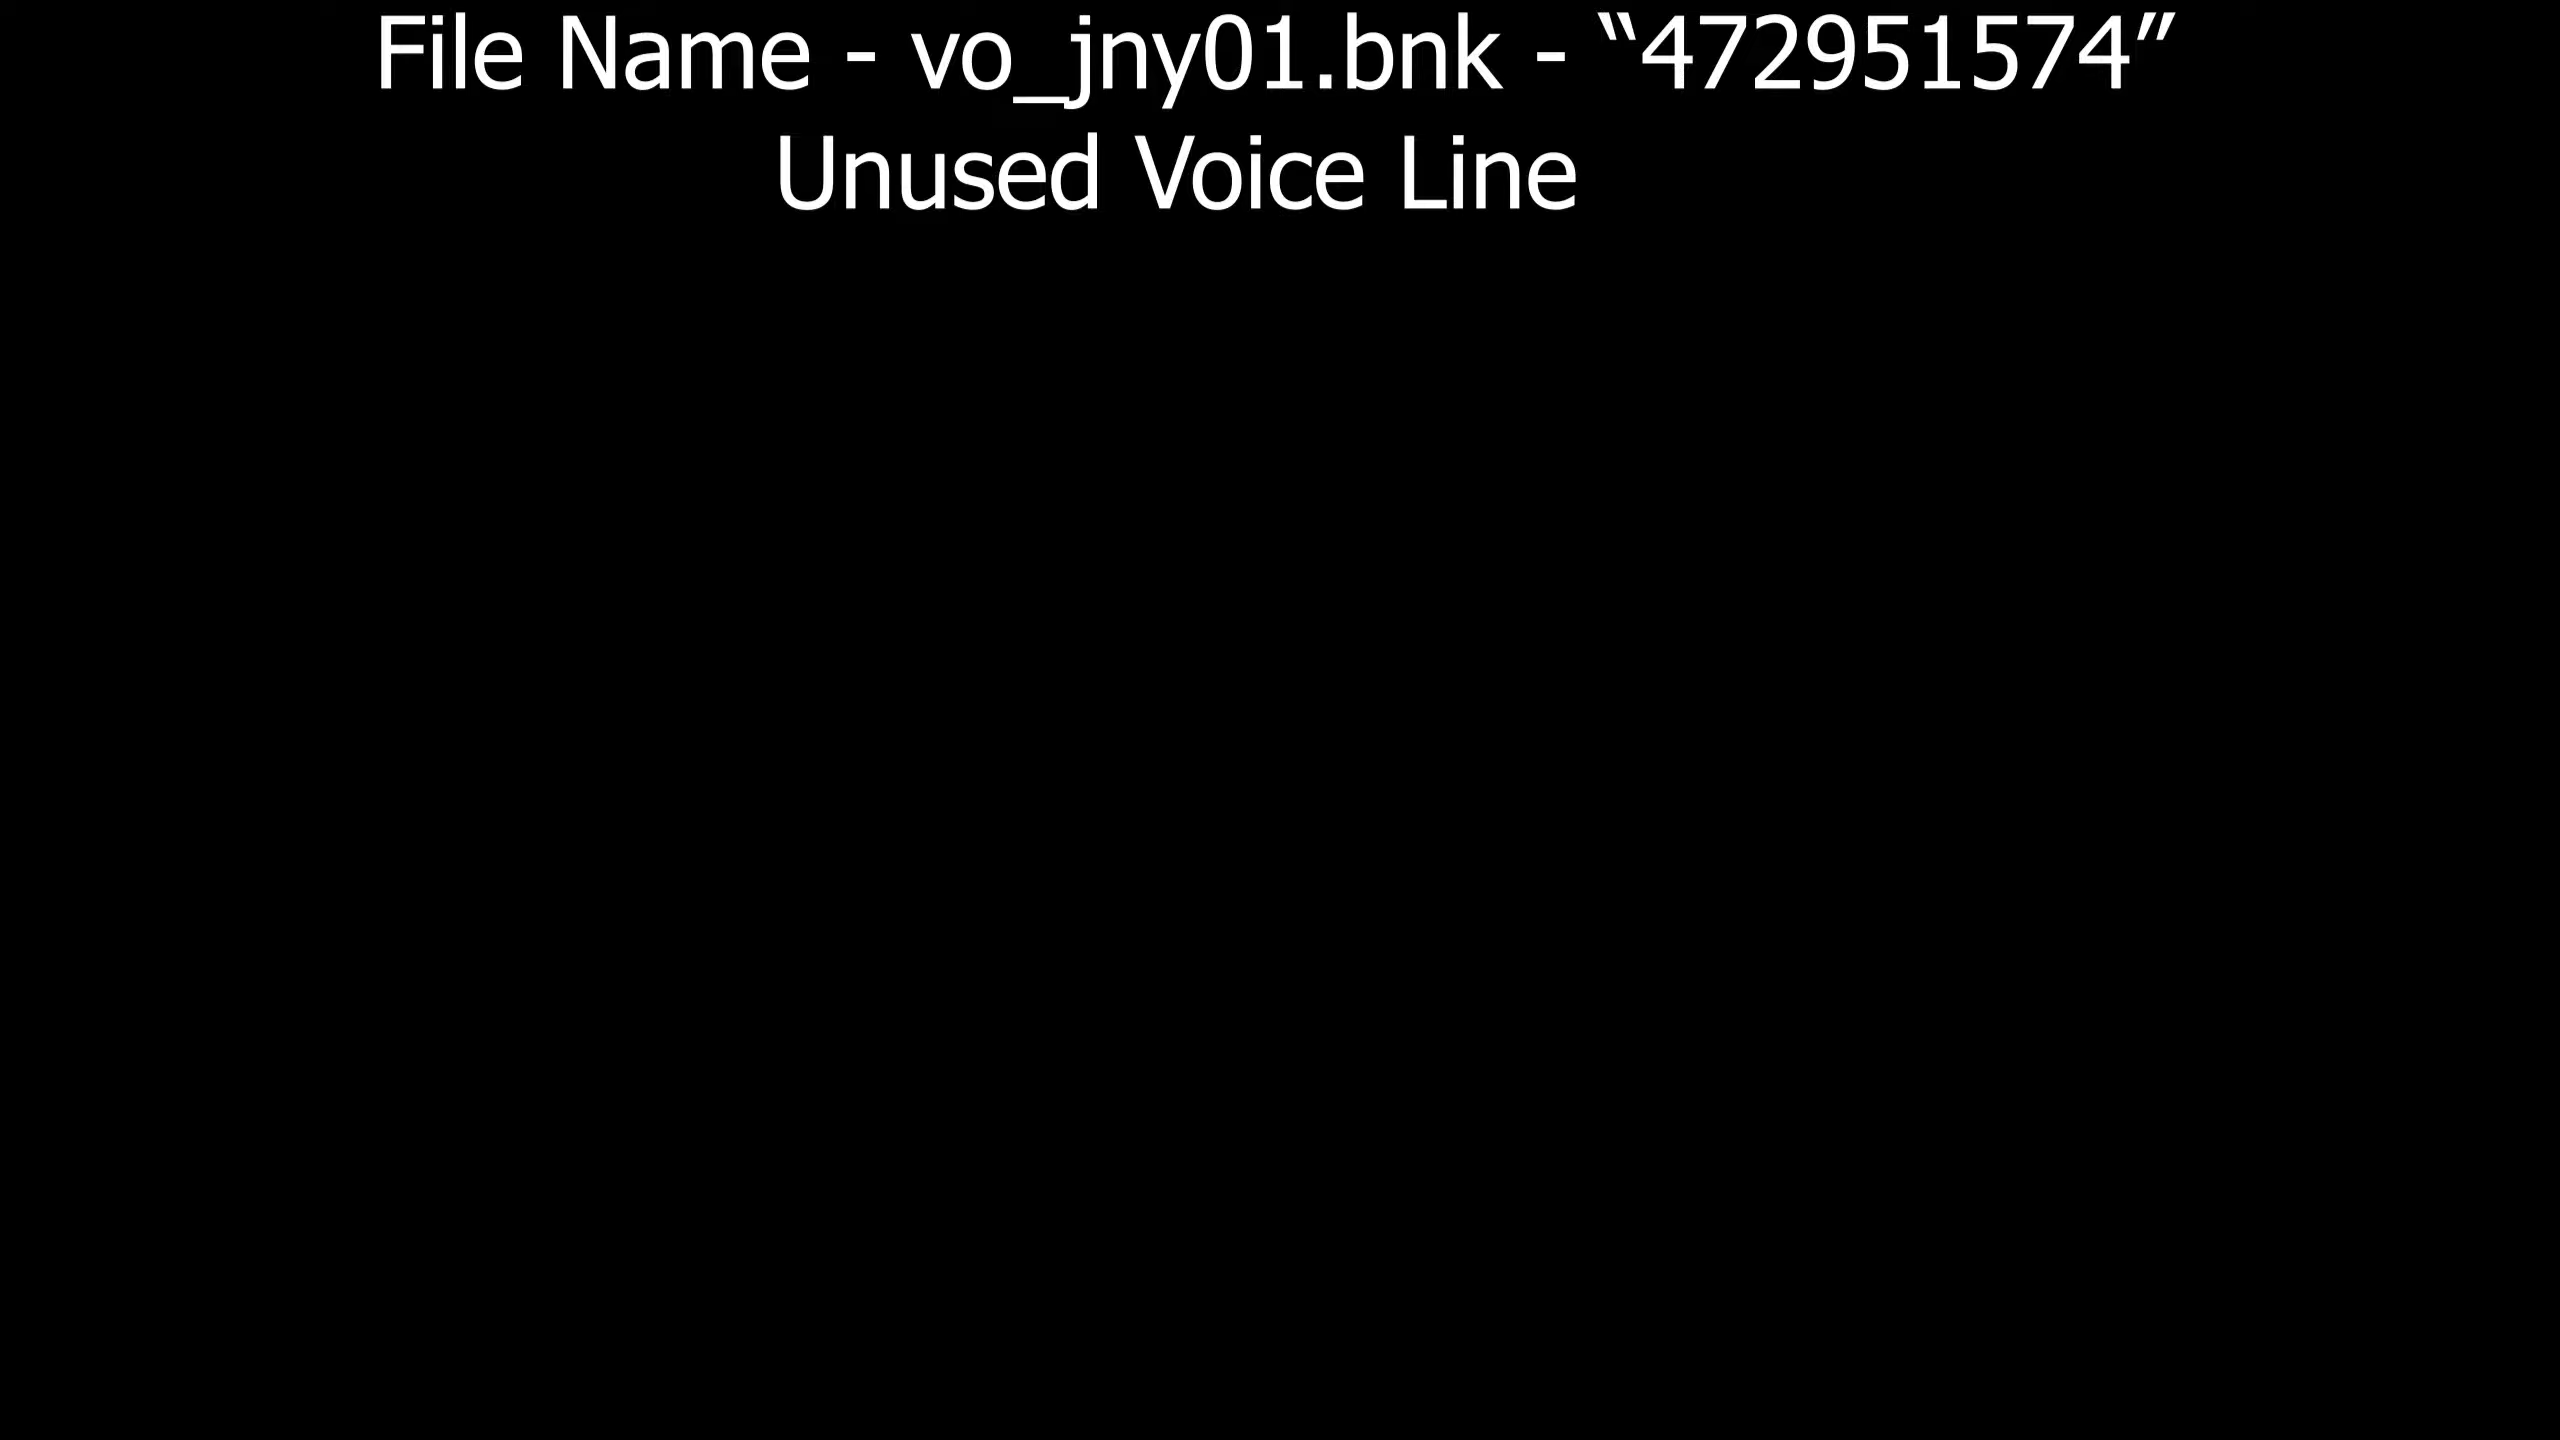 File Name - vo_jny01.bnk - “472951574”
Unused Voice Line